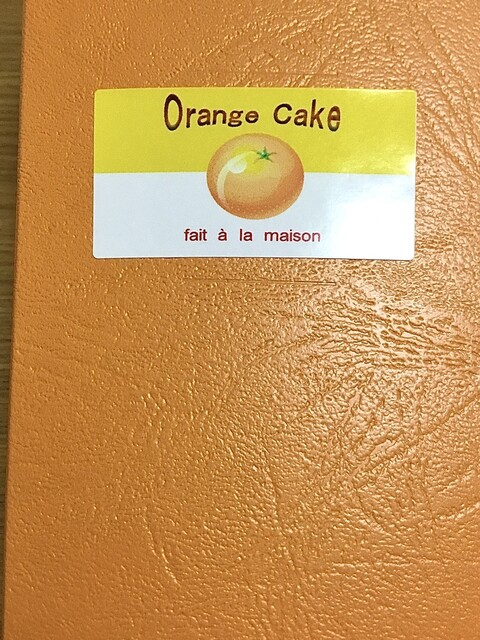 Orange Cake
fait à la maison